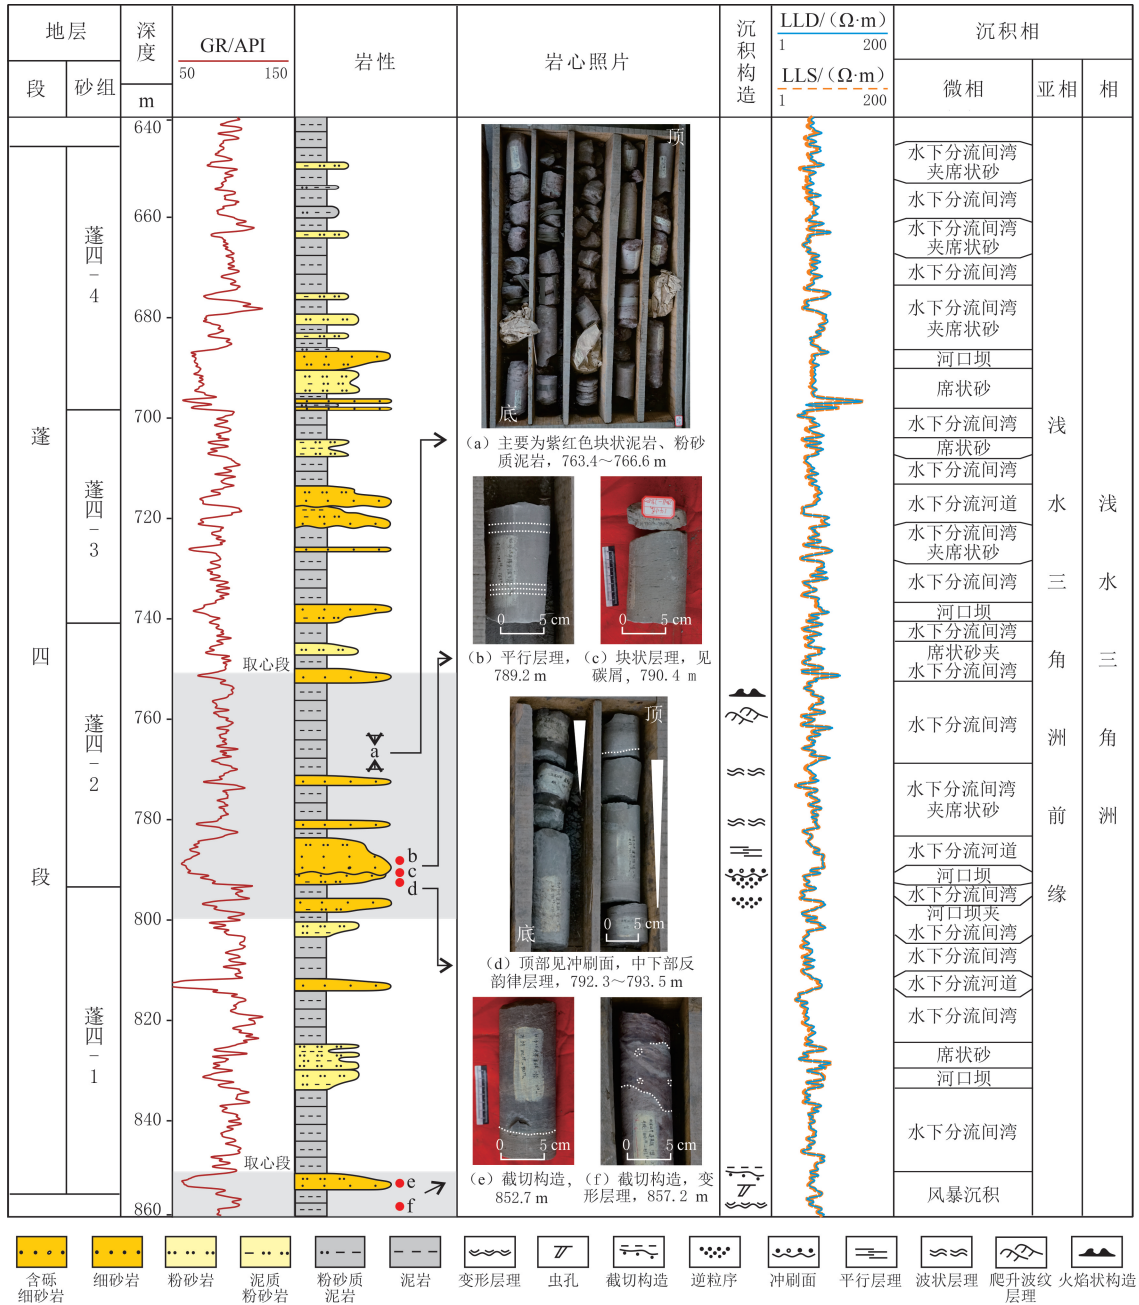 地层
段
砂组
深度
m
GR/API
50 150
岩性
岩心照片
沉积构造
LLD/(Ω·m)
1 200
LLS/(Ω·m)
1 200
沉积相
微相
亚相
相
640
660
680
700
720
740
760
780
800
820
840
860
蓬四段
蓬四-4
蓬四-3
蓬四-2
蓬四-1
取心段
取心段
a
b
c
d
e
f
顶
底
(a) 主要为紫红色块状泥岩、粉砂
质泥岩，763.4～766.6 m
0 5 cm
0 5 cm
(b) 平行层理，
789.2 m
(c) 块状层理，见
碳屑，790.4 m
顶
底
0 5 cm
(d) 顶部见冲刷面，中下部反
韵律层理，792.3～793.5 m
0 5 cm
0 5 cm
(e) 截切构造，
852.7 m
(f) 截切构造，变
形层理，857.2 m
水下分流间湾
夹席状砂
水下分流间湾
水下分流间湾
夹席状砂
水下分流间湾
水下分流间湾
夹席状砂
河口坝
席状砂
水下分流间湾
席状砂
水下分流间湾
水下分流河道
水下分流间湾
夹席状砂
水下分流间湾
河口坝
水下分流间湾
席状砂夹
水下分流间湾
水下分流间湾
水下分流间湾
夹席状砂
水下分流河道
河口坝
水下分流间湾
河口坝夹
水下分流间湾
水下分流间湾
水下分流河道
水下分流间湾
席状砂
河口坝
水下分流间湾
风暴沉积
浅水三角洲前缘
浅水三角洲
含砾
细砂岩
细砂岩
粉砂岩
泥质
粉砂岩
粉砂质
泥岩
泥岩
变形层理
虫孔
截切构造
逆粒序
冲刷面
平行层理
波状层理
爬升波纹
层理
火焰状构造